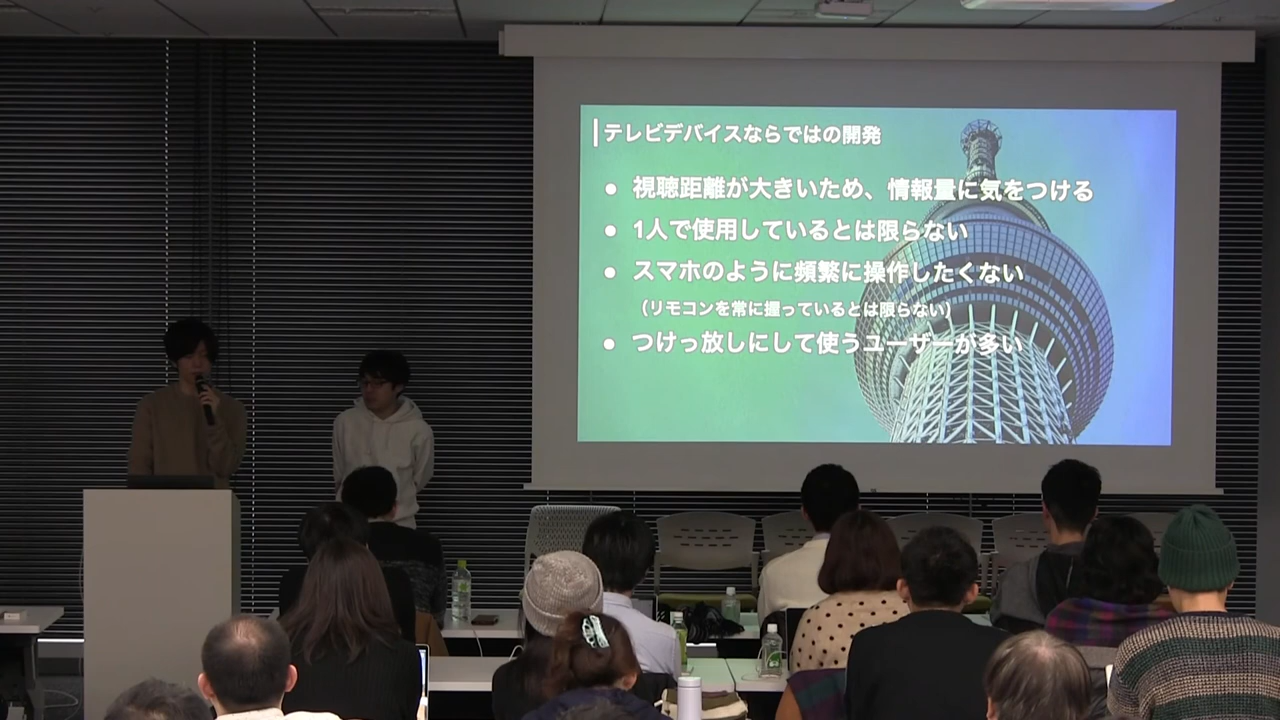 テレビデバイスならではの開発
● 視聴距離が大きいため、情報量に気をつける
● 1人で使用しているとは限らない
● スマホのように頻繁に操作したくない
（リモコンを常に握っているとは限らない）
● つけっ放しにして使うユーザーが多い